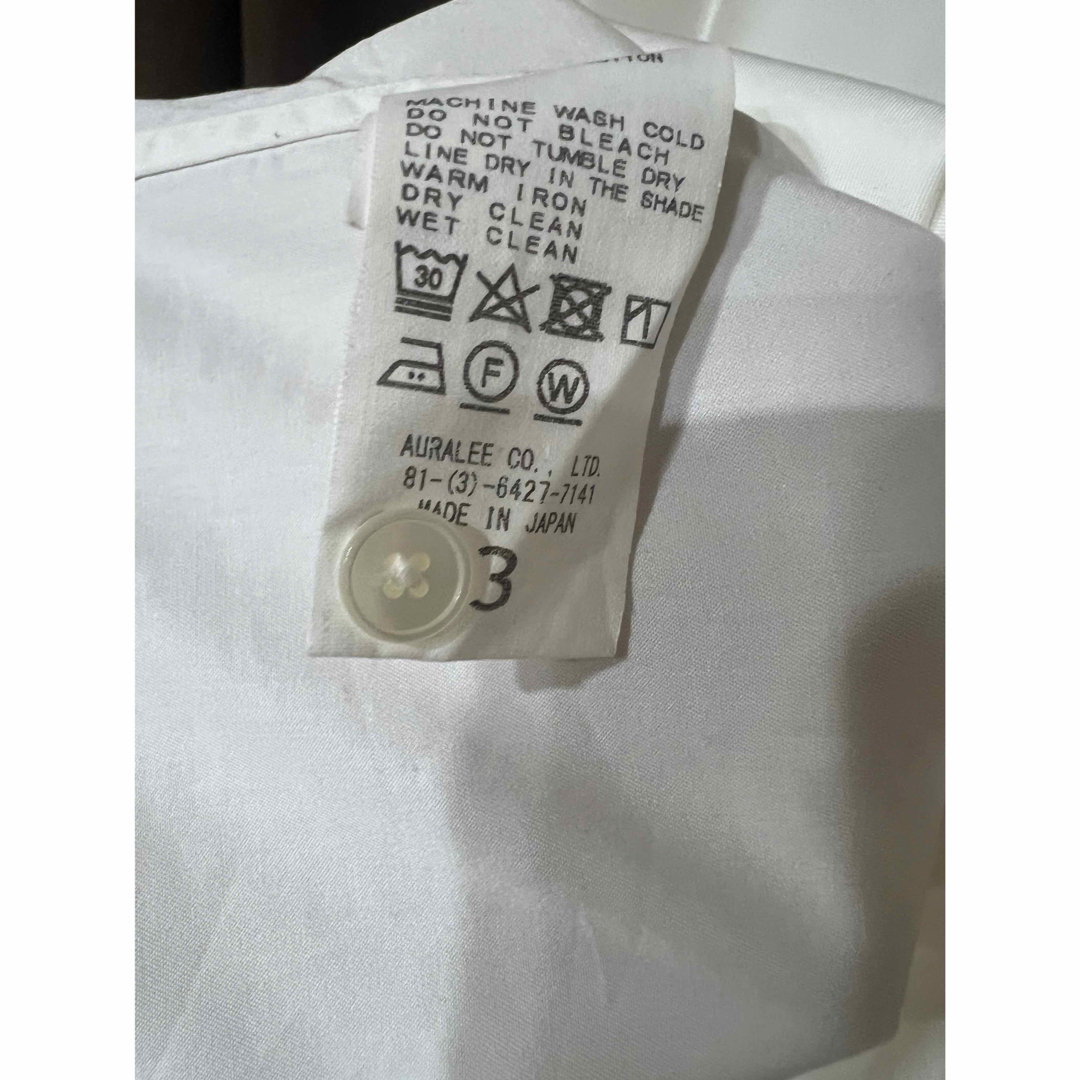 MACHINE WASH COLD
DO NOT BLEACH
DO NOT TUMBLE DRY
LINE DRY IN THE SHADE
WARM IRON
DRY CLEAN
WET CLEAN
30
F W
AURALEE CO., LTD.
81-(3)-6427-7141
MADE IN JAPAN
3